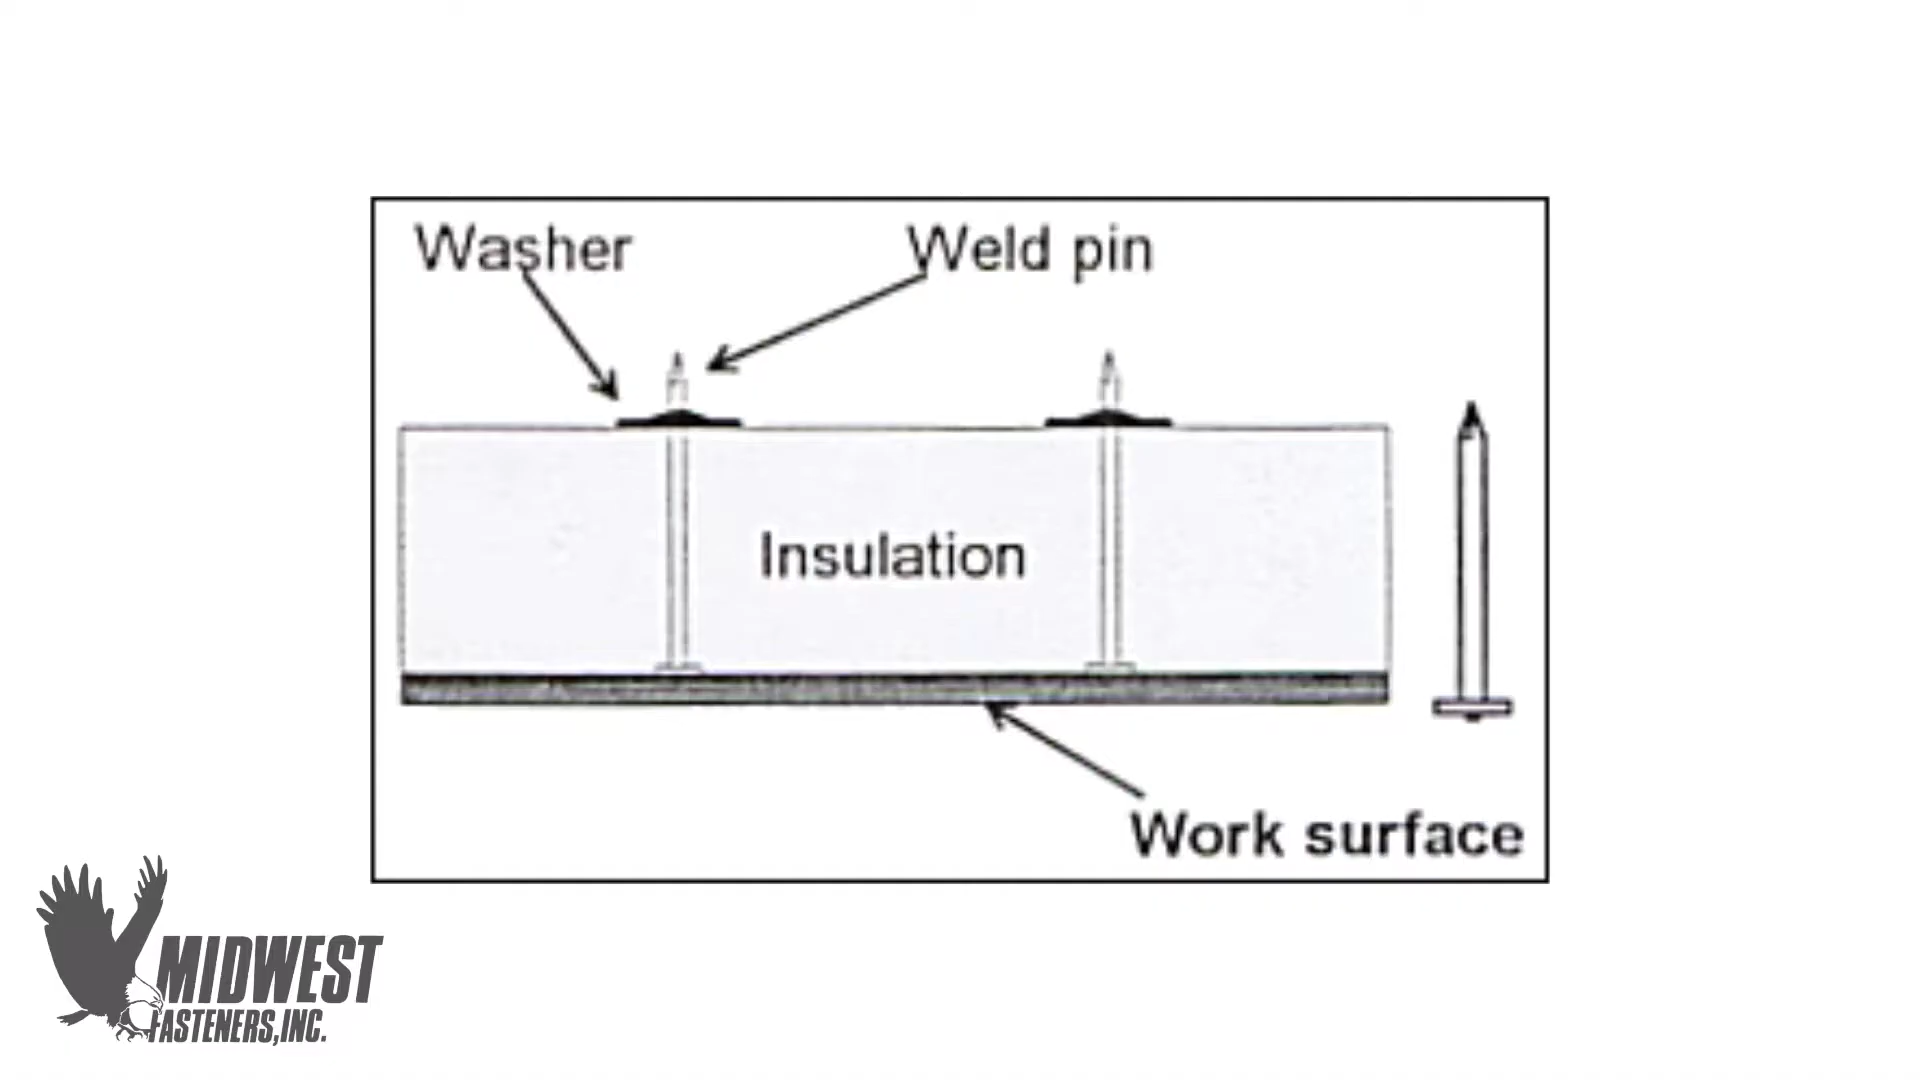 Washer
Weld pin
Insulation
Work surface
MIDWEST
FASTENERS,INC.